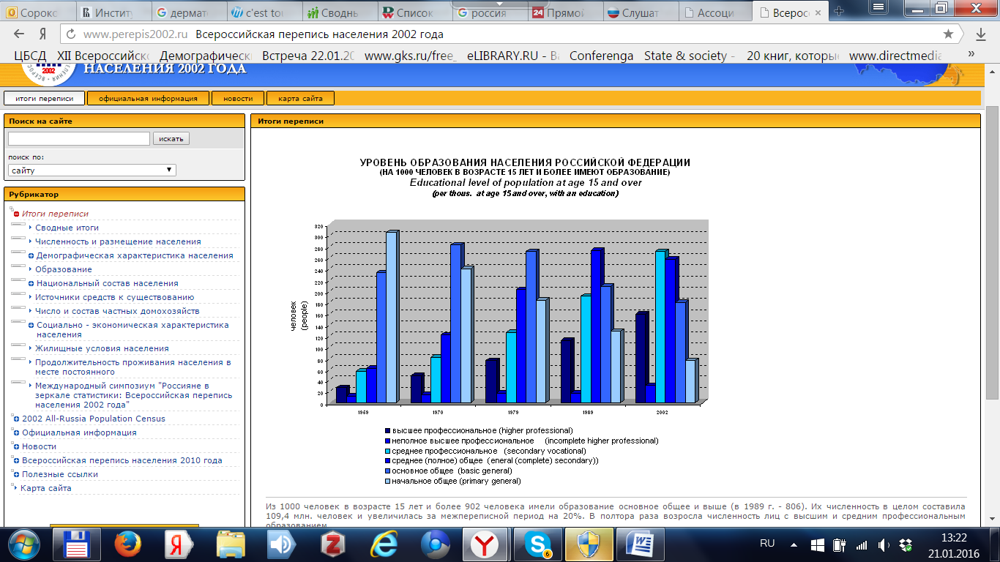 Сороко
Институ
дермато
c'est tou
Сводны
Список
россия
Прямой
Слушат
Ассоци
Всерос
www.perepis2002.ru Всероссийская перепись населения 2002 года
ЦБСД XII Всероссийско Демографическ Встреча 22.01.20 www.gks.ru/free_ eLIBRARY.RU - Conferenga State & society - 20 книг, которые www.directmedia »
2002
НАСЕЛЕНИЯ 2002 ГОДА
итоги переписи
официальная информация
новости
карта сайта
Поиск на сайте
искать
поиск по:
сайту
Рубрикатор
Итоги переписи
Сводные итоги
Численность и размещение населения
Демографическая характеристика населения
Образование
Национальный состав населения
Источники средств к существованию
Число и состав частных домохозяйств
Социально - экономическая характеристика
населения
Жилищные условия населения
Продолжительность проживания населения в
месте постоянного
Международный симпозиум "Россияне в
зеркале статистики: Всероссийская перепись
населения 2002 года"
2002 All-Russia Population Census
Официальная информация
Новости
Всероссийская перепись населения 2010 года
Полезные ссылки
Карта сайта
Итоги переписи
УРОВЕНЬ ОБРАЗОВАНИЯ НАСЕЛЕНИЯ РОССИЙСКОЙ ФЕДЕРАЦИИ
(НА 1000 ЧЕЛОВЕК В ВОЗРАСТЕ 15 ЛЕТ И БОЛЕЕ ИМЕЮТ ОБРАЗОВАНИЕ)
Educational level of population at age 15 and over
(per thous. at age 15 and over, with an education)
320
300
280
260
240
220
200
180
160
140
120
100
80
60
40
20
0
человек
(people)
1969 1970 1979 1989 2002
высшее профессиональное (higher professional)
неполное высшее профессиональное (incomplete higher professional)
среднее профессиональное (secondary vocational)
среднее (полное) общее (eneral (complete) secondary))
основное общее (basic general)
начальное общее (primary general)
Из 1000 человек в возрасте 15 лет и более 902 человека имели образование основное общее и выше (в 1989 г. - 806). Их численность в целом составила
109,4 млн. человек и увеличилась за межпереписной период на 20%. В полтора раза возросла численность лиц с высшим и средним профессиональным
образованием
RU
13:22
21.01.2016